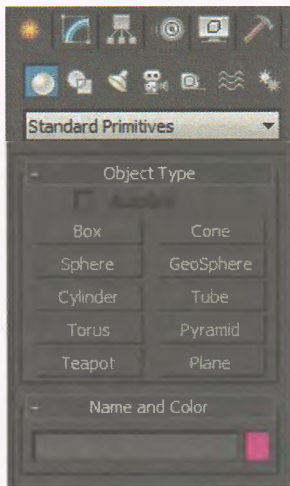 Standard Primitives
- Object Type
Box Cone
Sphere GeoSphere
Cylinder Tube
Torus Pyramid
Teapot Plane
- Name and Color